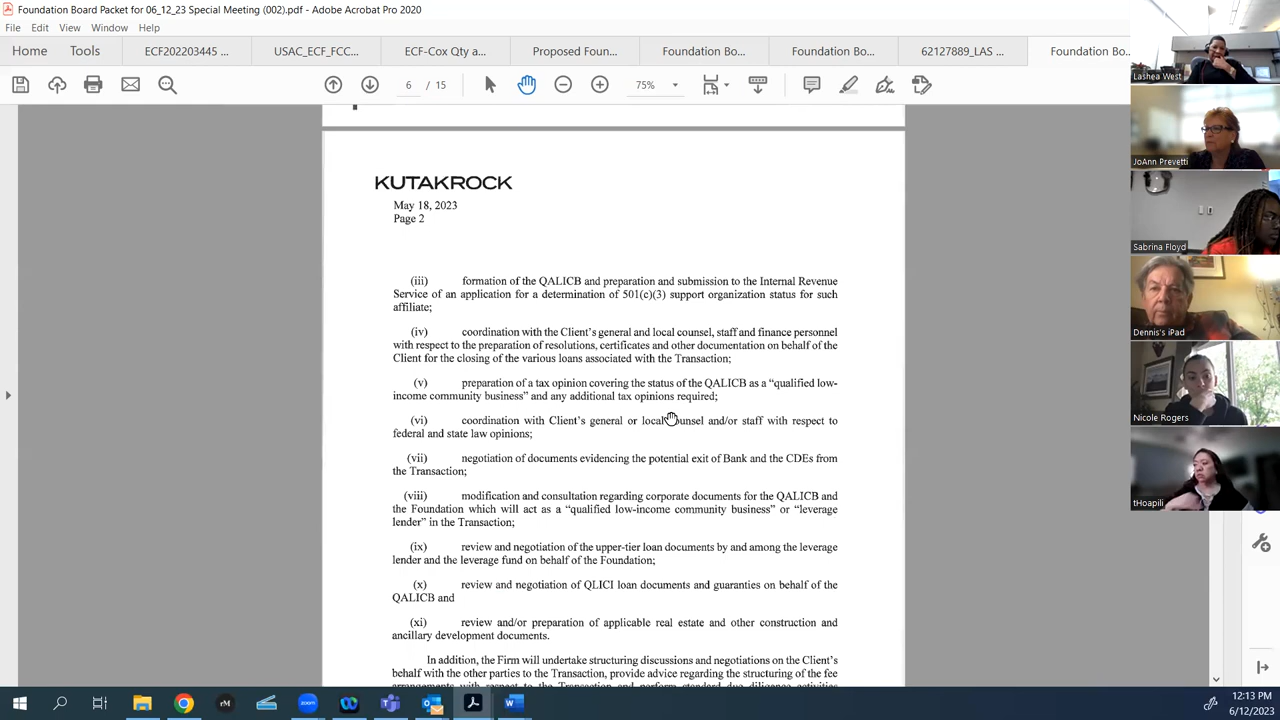 Foundation Board Packet for 06_12_23 Special Meeting (002).pdf - Adobe Acrobat Pro 2020
File Edit View Window Help
Home Tools ECF202203445 ... USAC_ECF_FCC... ECF-Cox Qty a... Proposed Foun... Foundation Bo... Foundation Bo... 62127889_LAS ... Foundation Bo...
6 / 15 75%
KUTAKROCK
May 18, 2023
Page 2
(iii) formation of the QALICB and preparation and submission to the Internal Revenue
Service of an application for a determination of 501(c)(3) support organization status for such
affiliate;
(iv) coordination with the Client's general and local counsel, staff and finance personnel
with respect to the preparation of resolutions, certificates and other documentation on behalf of the
Client for the closing of the various loans associated with the Transaction;
(v) preparation of a tax opinion covering the status of the QALICB as a "qualified low-
income community business" and any additional tax opinions required;
(vi) coordination with Client's general or local counsel and/or staff with respect to
federal and state law opinions;
(vii) negotiation of documents evidencing the potential exit of Bank and the CDEs from
the Transaction;
(viii) modification and consultation regarding corporate documents for the QALICB and
the Foundation which will act as a "qualified low-income community business" or "leverage
lender" in the Transaction;
(ix) review and negotiation of the upper-tier loan documents by and among the leverage
lender and the leverage fund on behalf of the Foundation;
(x) review and negotiation of QLICI loan documents and guaranties on behalf of the
QALICB and
(xi) review and/or preparation of applicable real estate and other construction and
ancillary development documents.
In addition, the Firm will undertake structuring discussions and negotiations on the Client's
behalf with the other parties to the Transaction, provide advice regarding the structuring of the fee
arrangements with respect to the Transaction and perform standard due diligence activities
Lashea West
JoAnn Prevetti
Sabrina Floyd
Dennis's iPad
Nicole Rogers
tHoapili
zoom
12:13 PM
6/12/2023